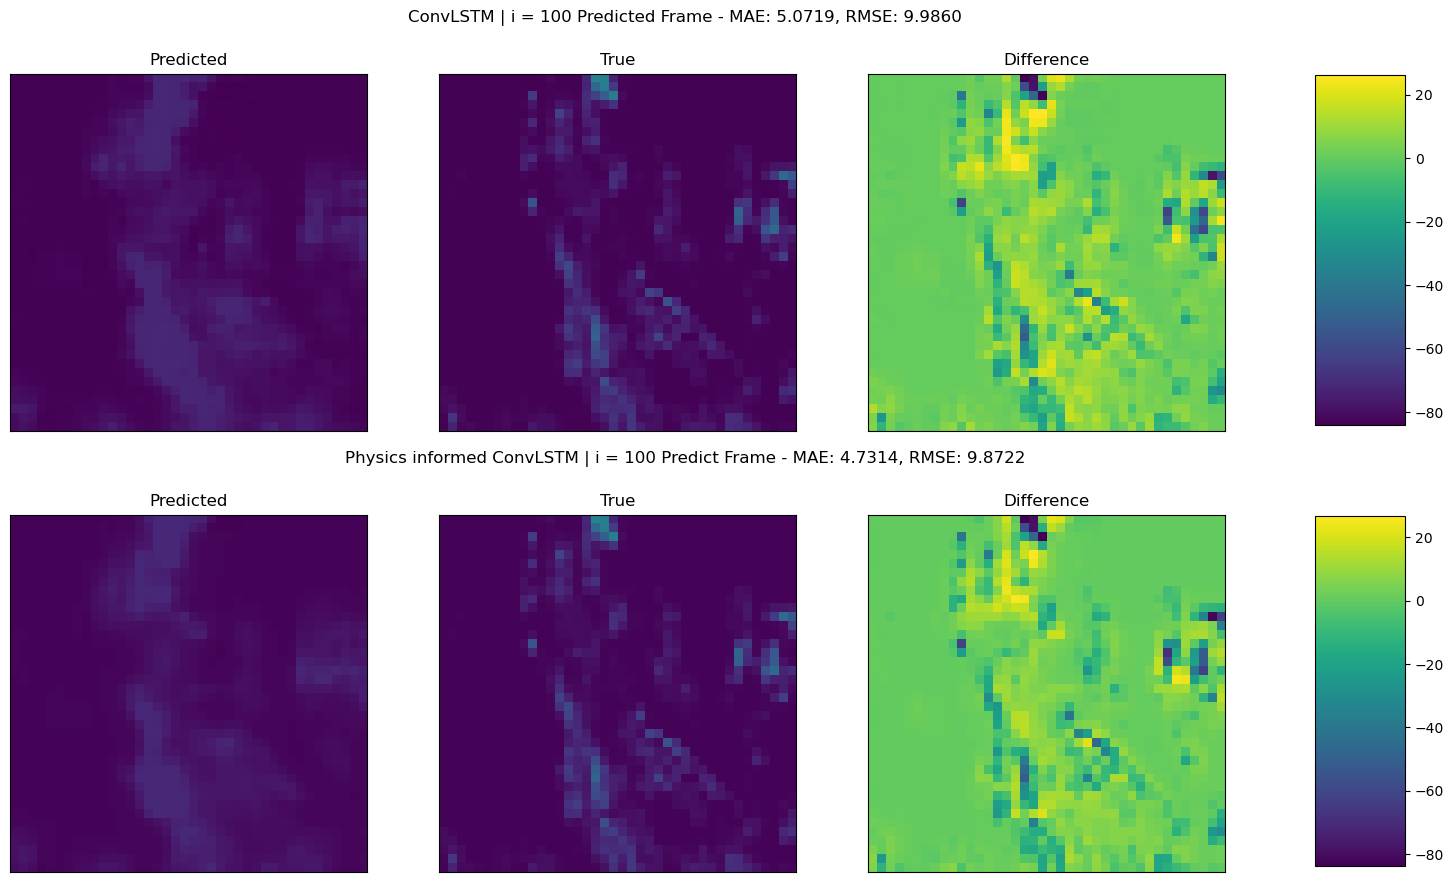 ConvLSTM | i = 100 Predicted Frame - MAE: 5.0719, RMSE: 9.9860
Predicted
True
Difference
20
0
−20
−40
−60
−80
Physics informed ConvLSTM | i = 100 Predict Frame - MAE: 4.7314, RMSE: 9.8722
Predicted
True
Difference
20
0
−20
−40
−60
−80